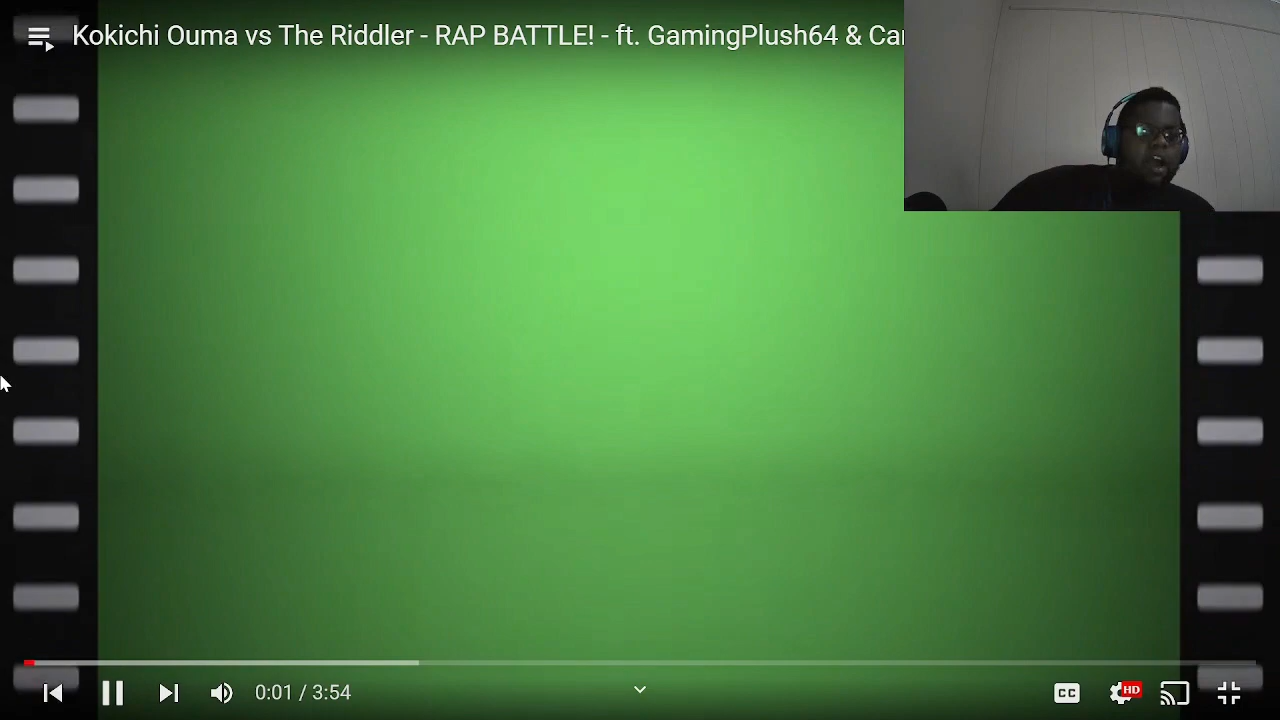 Kokichi Ouma vs The Riddler - RAP BATTLE! - ft. GamingPlush64 &
0:01 / 3:54
CC
HD